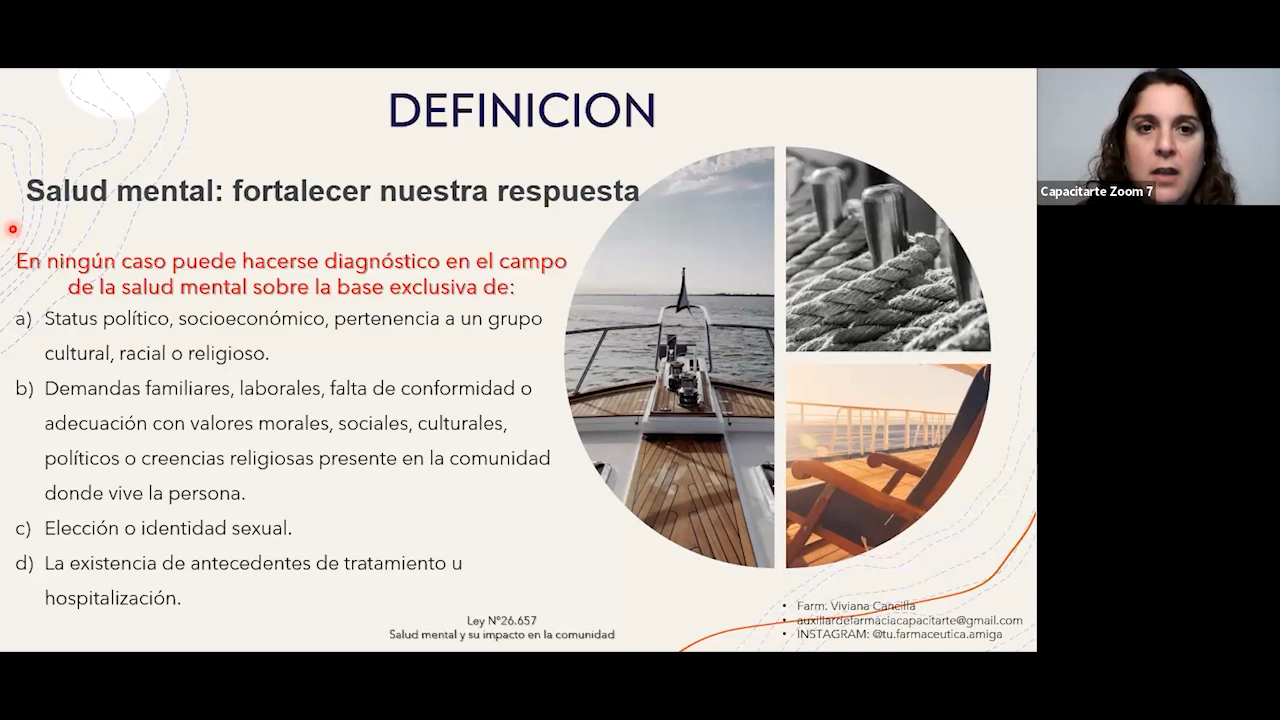 DEFINICION
Salud mental: fortalecer nuestra respuesta
En ningún caso puede hacerse diagnóstico en el campo
de la salud mental sobre la base exclusiva de:
a) Status político, socioeconómico, pertenencia a un grupo
cultural, racial o religioso.
b) Demandas familiares, laborales, falta de conformidad o
adecuación con valores morales, sociales, culturales,
políticos o creencias religiosas presente en la comunidad
donde vive la persona.
c) Elección o identidad sexual.
d) La existencia de antecedentes de tratamiento u
hospitalización.
Ley N°26.657
Salud mental y su impacto en la comunidad
• Farm. Viviana Cancilla
• auxiliardefarmaciacapacitarte@gmail.com
• INSTAGRAM: @tu.farmaceutica.amiga
Capacitarte Zoom 7